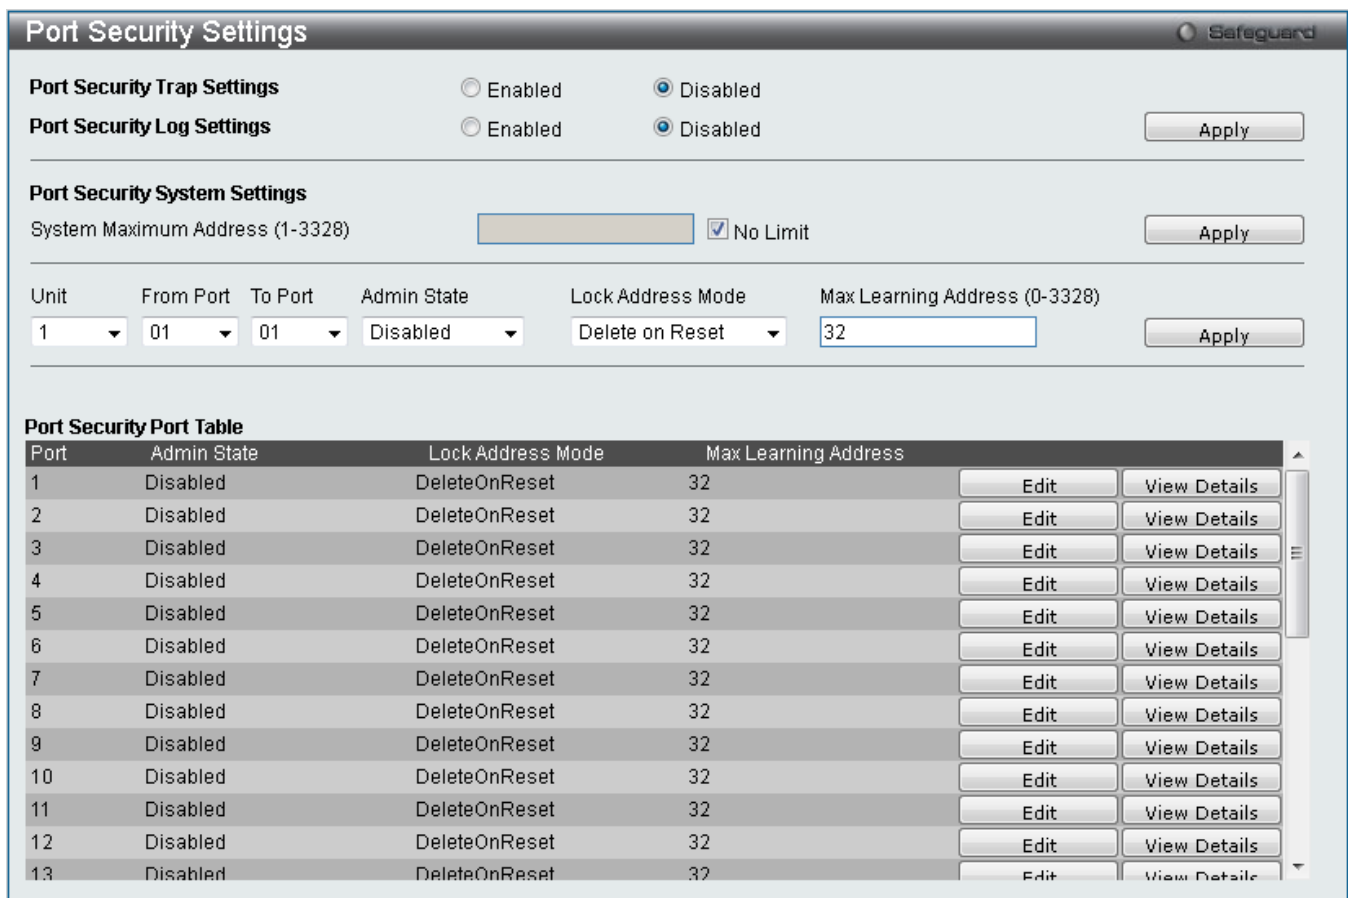 Port Security Settings Safeguard
Port Security Trap Settings Enabled Disabled
Port Security Log Settings Enabled Disabled Apply
Port Security System Settings
System Maximum Address (1-3328) No Limit Apply
Unit From Port To Port Admin State Lock Address Mode Max Learning Address (0-3328)
1 01 01 Disabled Delete on Reset 32 Apply
Port Security Port Table
Port Admin State Lock Address Mode Max Learning Address
1 Disabled DeleteOnReset 32 Edit View Details
2 Disabled DeleteOnReset 32 Edit View Details
3 Disabled DeleteOnReset 32 Edit View Details
4 Disabled DeleteOnReset 32 Edit View Details
5 Disabled DeleteOnReset 32 Edit View Details
6 Disabled DeleteOnReset 32 Edit View Details
7 Disabled DeleteOnReset 32 Edit View Details
8 Disabled DeleteOnReset 32 Edit View Details
9 Disabled DeleteOnReset 32 Edit View Details
10 Disabled DeleteOnReset 32 Edit View Details
11 Disabled DeleteOnReset 32 Edit View Details
12 Disabled DeleteOnReset 32 Edit View Details
13 Disabled DeleteOnReset 32 Edit View Details